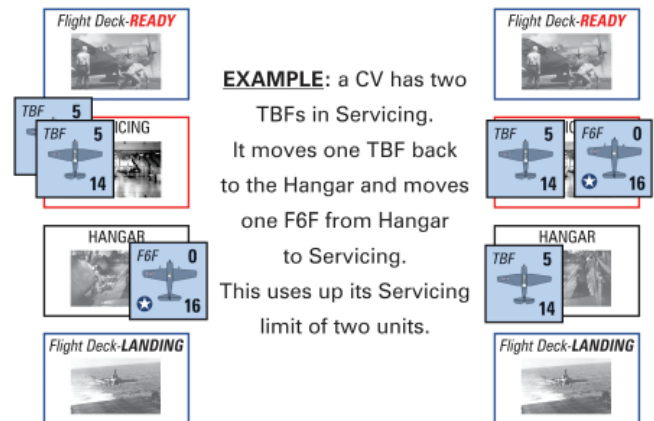 Flight Deck-READY
TBF 5
TBF 5
ICING
14
HANGAR
F6F 0
16
Flight Deck-LANDING
EXAMPLE: a CV has two
TBFs in Servicing.
It moves one TBF back
to the Hangar and moves
one F6F from Hangar
to Servicing.
This uses up its Servicing
limit of two units.
Flight Deck-READY
TBF 5
14
F6F 0
16
HANGAR
TBF 5
14
Flight Deck-LANDING